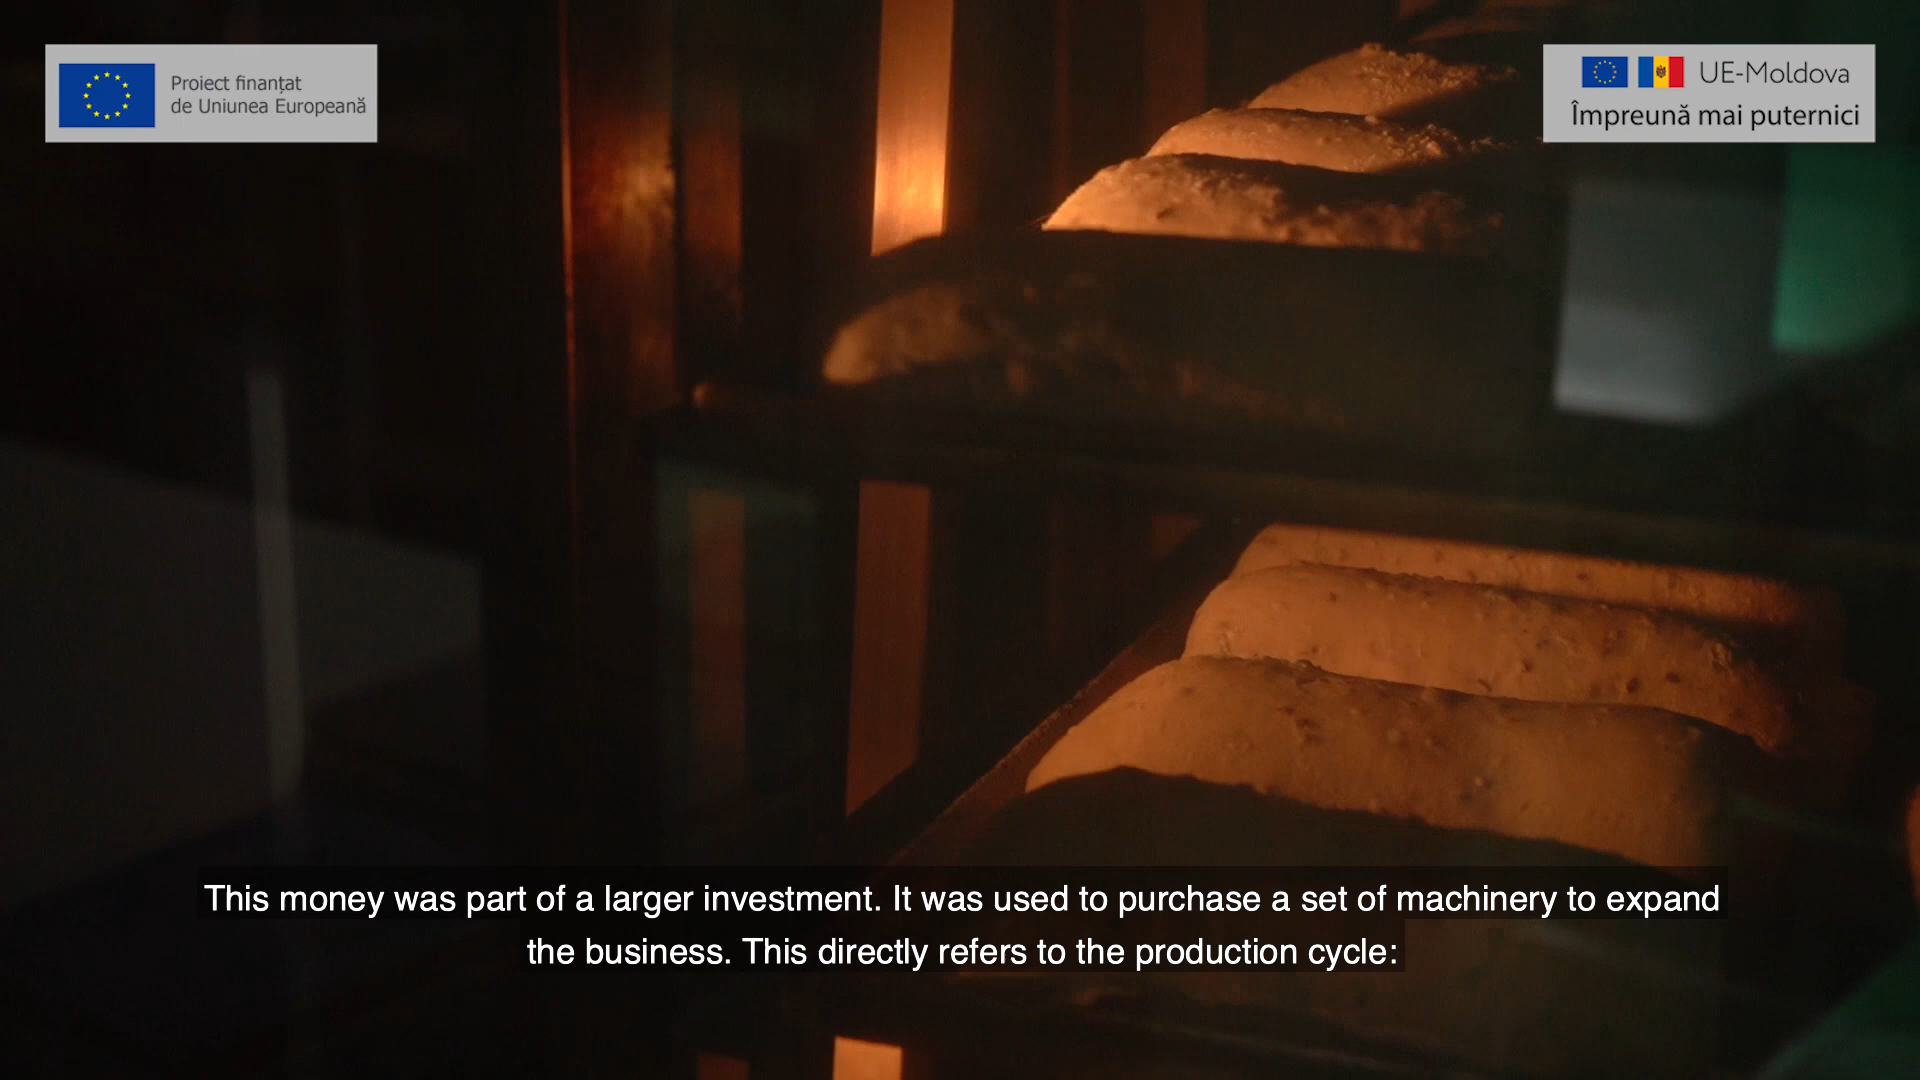 Proiect finanțat
de Uniunea Europeană
UE-Moldova
Împreună mai puternici
This money was part of a larger investment. It was used to purchase a set of machinery to expand
the business. This directly refers to the production cycle: